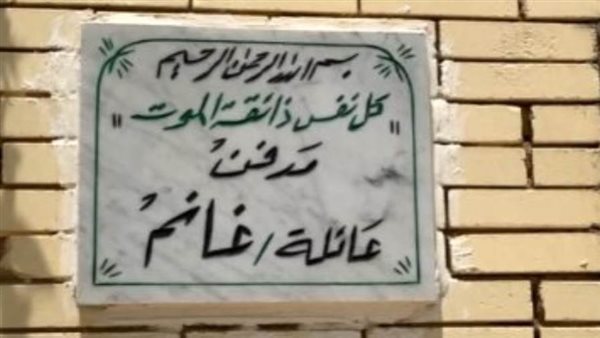 بسم الله الرحمن الرحيم
"كل نفس ذائقة الموت"
مدفن
عائلة / غانم